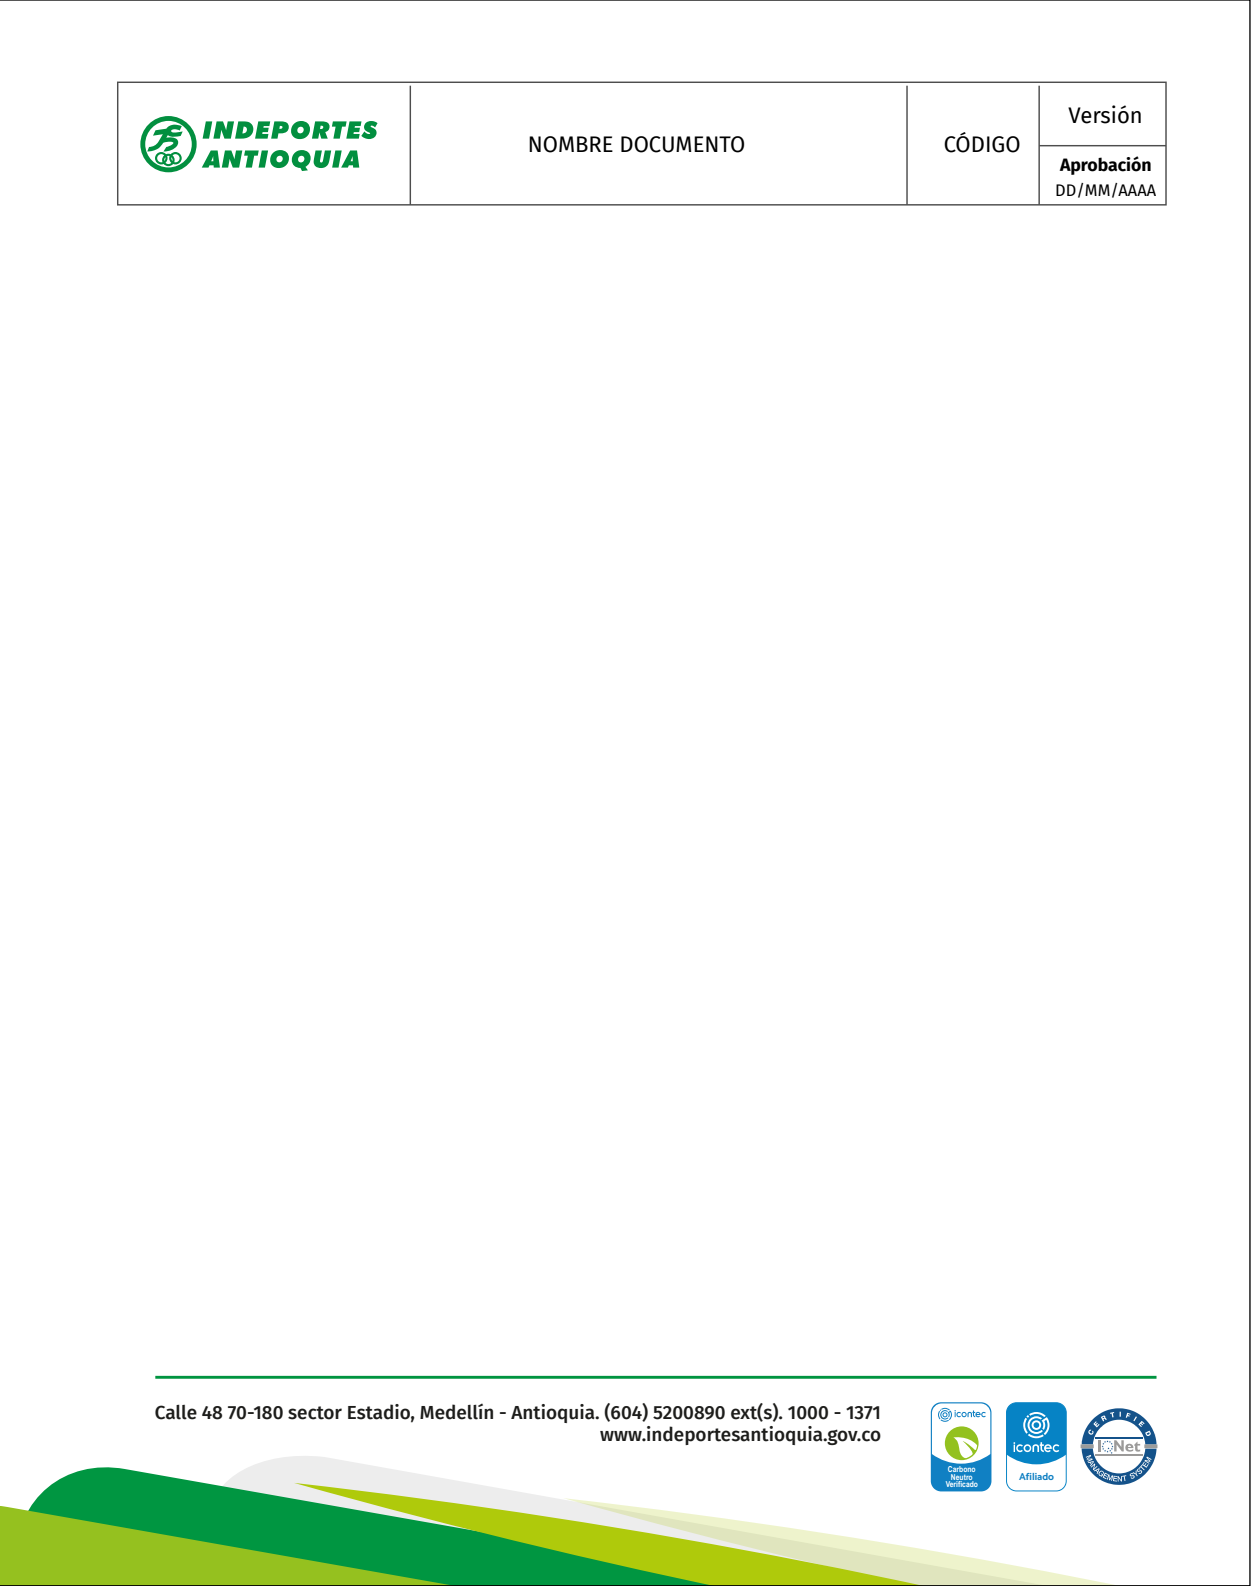 INDEPORTES
ANTIOQUIA
NOMBRE DOCUMENTO
CÓDIGO
Versión
Aprobación
DD/MM/AAAA
Calle 48 70-180 sector Estadio, Medellín - Antioquia. (604) 5200890 ext(s). 1000 - 1371
www.indeportesantioquia.gov.co
icontec
Carbono
Neutro
Verificado
icontec
Afiliado
CERTIFIED
IQNet
MANAGEMENT SYSTEM